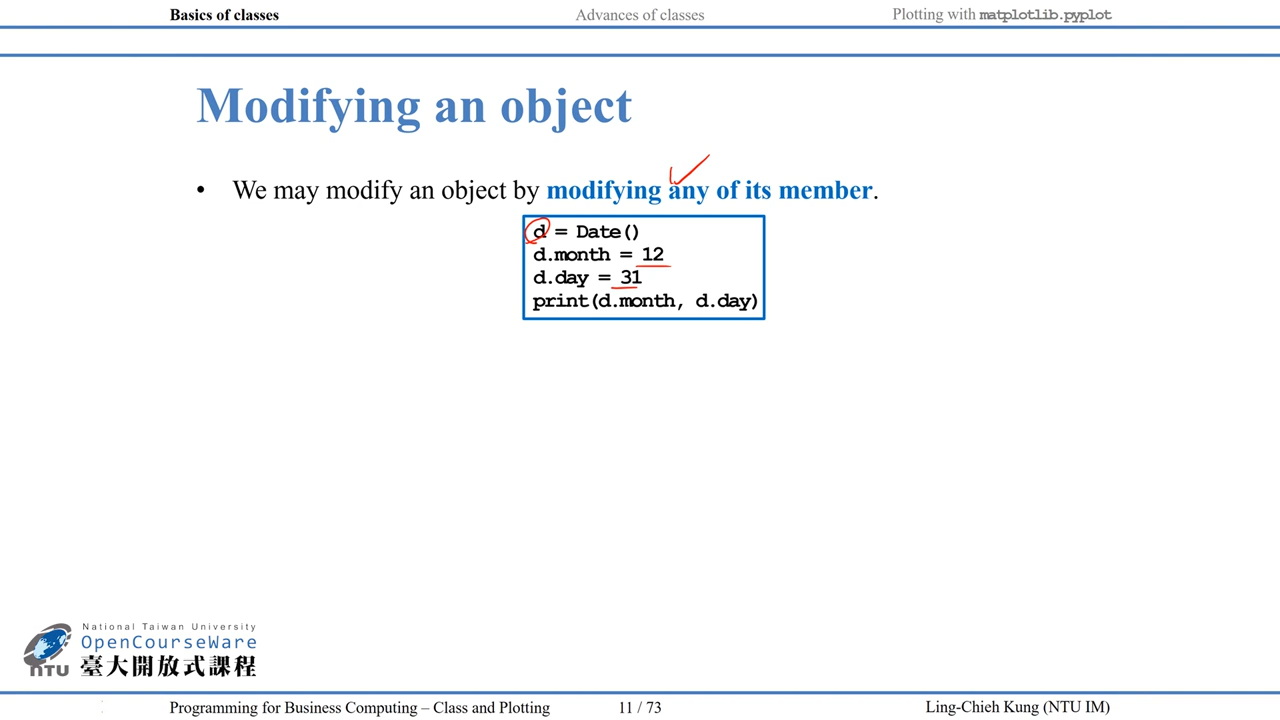 Basics of classes
Advances of classes
Plotting with matplotlib.pyplot
Modifying an object
• We may modify an object by modifying any of its member.
d = Date()
d.month = 12
d.day = 31
print(d.month, d.day)
National Taiwan University
OpenCourseWare
NTU 臺大開放式課程
Programming for Business Computing – Class and Plotting
11 / 73
Ling-Chieh Kung (NTU IM)